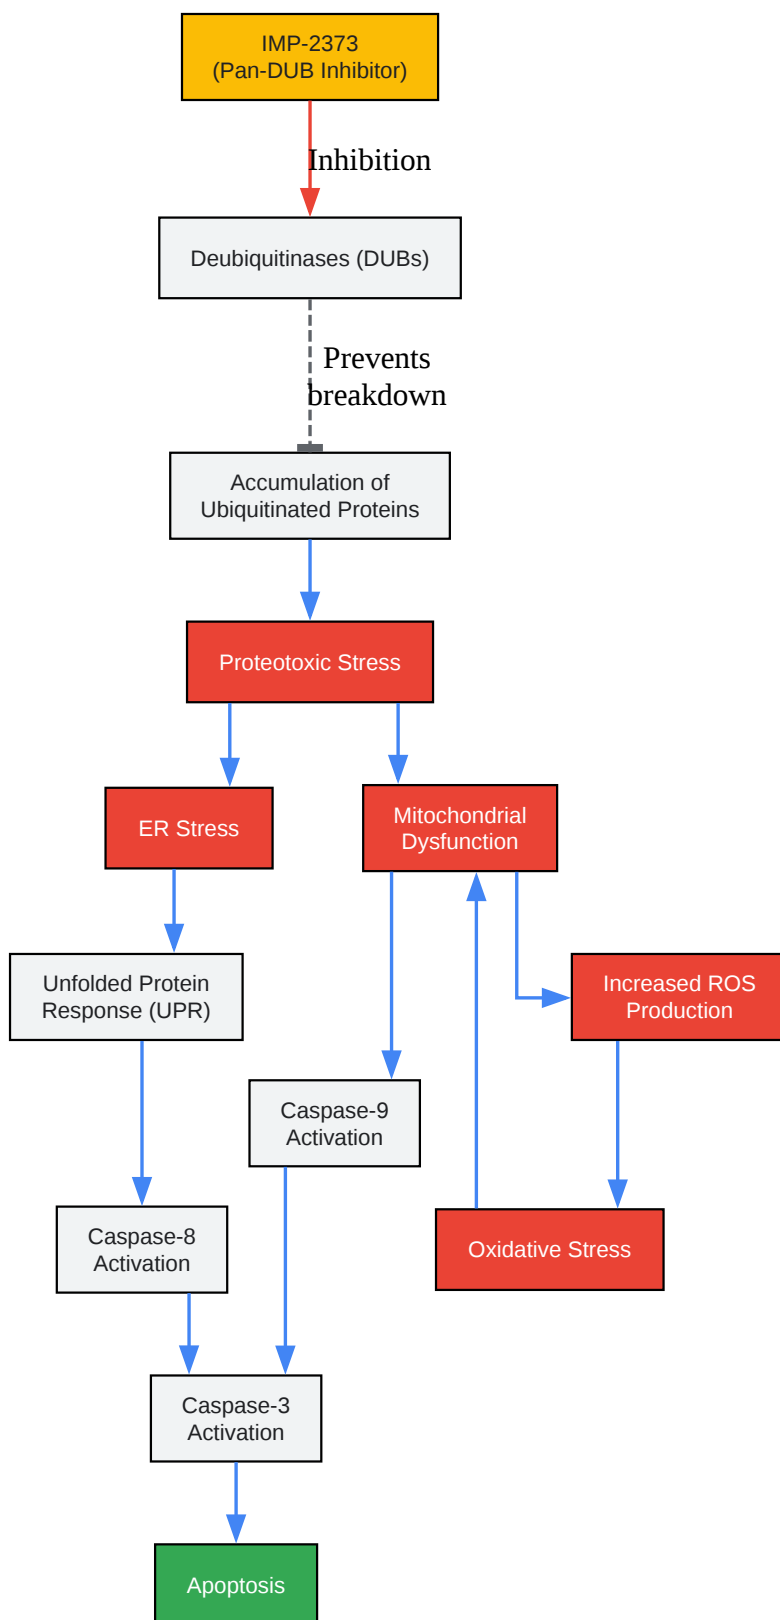 IMP-2373
(Pan-DUB Inhibitor)
Inhibition
Deubiquitinases (DUBs)
Prevents
breakdown
Accumulation of
Ubiquitinated Proteins
Proteotoxic Stress
ER Stress
Mitochondrial
Dysfunction
Unfolded Protein
Response (UPR)
Increased ROS
Production
Caspase-9
Activation
Caspase-8
Activation
Oxidative Stress
Caspase-3
Activation
Apoptosis